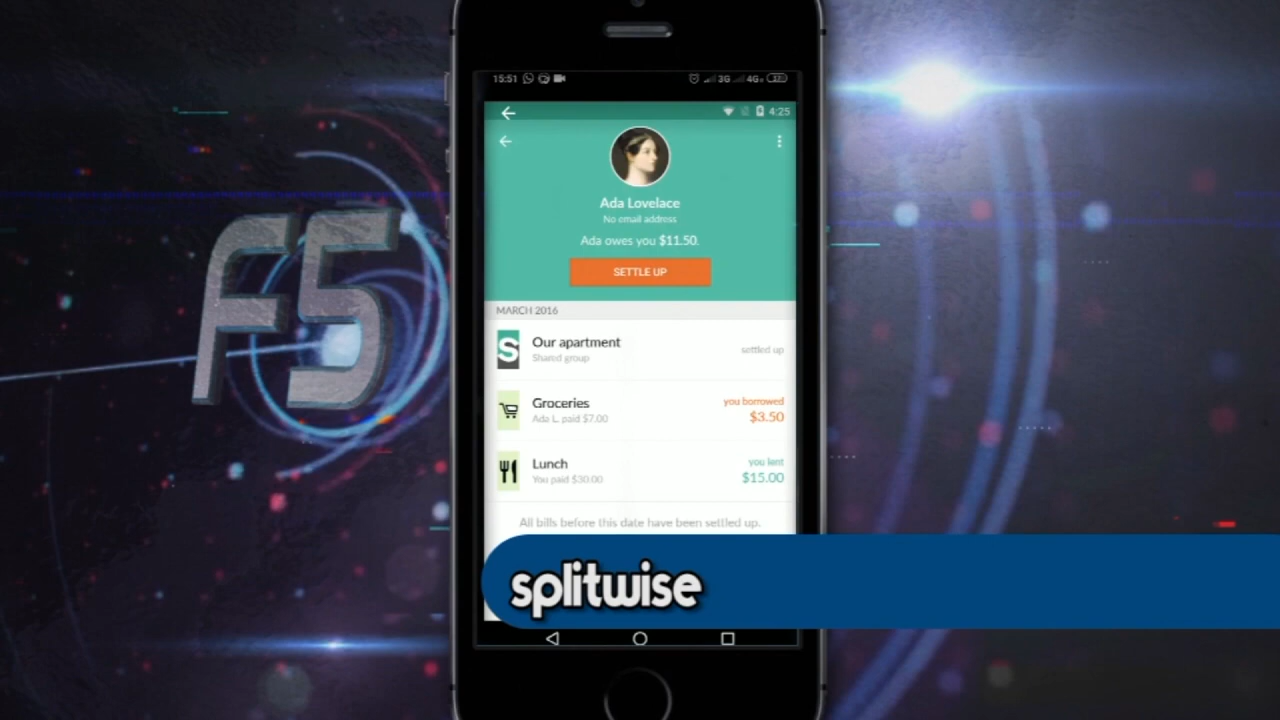 15:51
3G
4G
4:25
F5
Ada Lovelace
No email address
Ada owes you $11.50.
SETTLE UP
MARCH 2016
S
Our apartment
Shared group
settled up
Groceries
Ada L. paid $7.00
you borrowed
$3.50
Lunch
You paid $30.00
you lent
$15.00
All bills before this date have been settled up.
splitwise